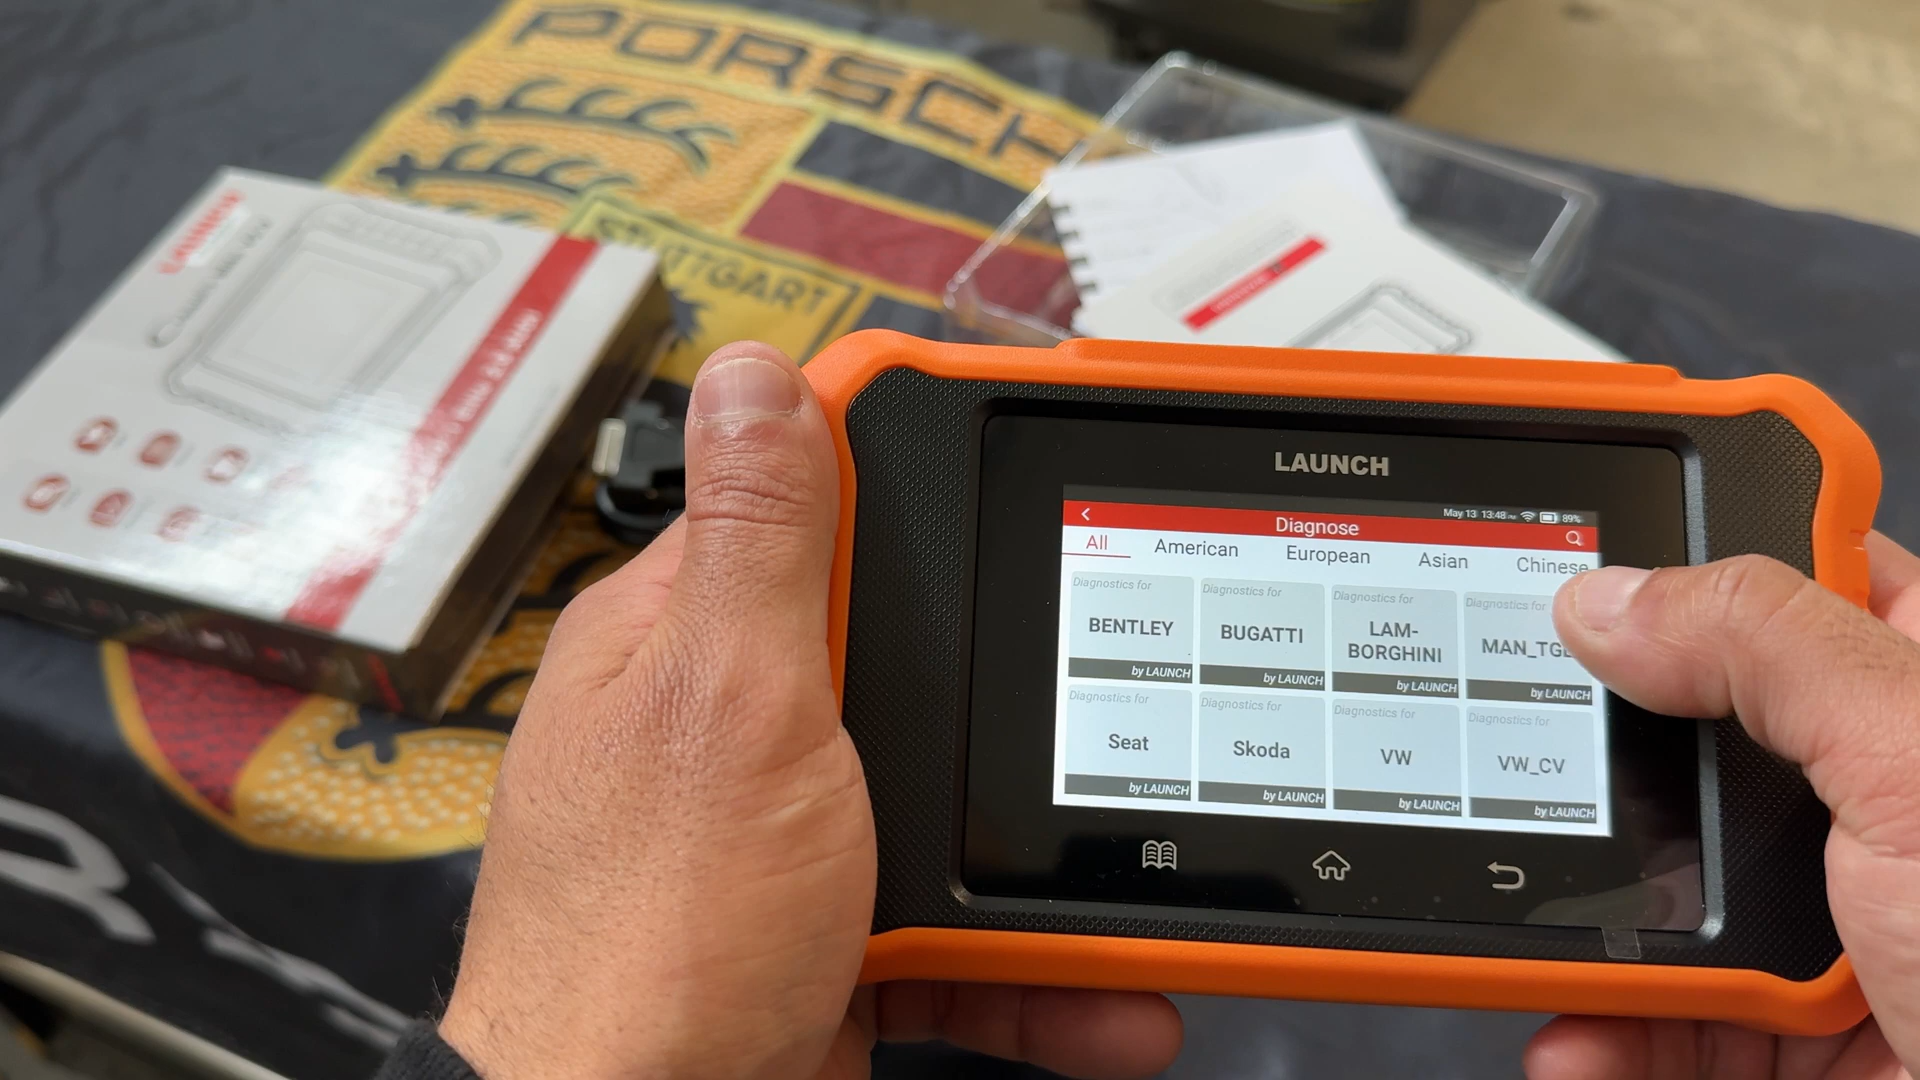 PORSCH
STUTTGART
LAUNCH
LAUNCH
May 13 13:48 89%
Diagnose
All American European Asian Chinese
Diagnostics for Diagnostics for Diagnostics for Diagnostics for
BENTLEY BUGATTI LAM-
BORGHINI
by LAUNCH by LAUNCH by LAUNCH by LAUNCH
Diagnostics for Diagnostics for Diagnostics for Diagnostics for
Seat Skoda VW VW_CV
by LAUNCH by LAUNCH by LAUNCH by LAUNCH